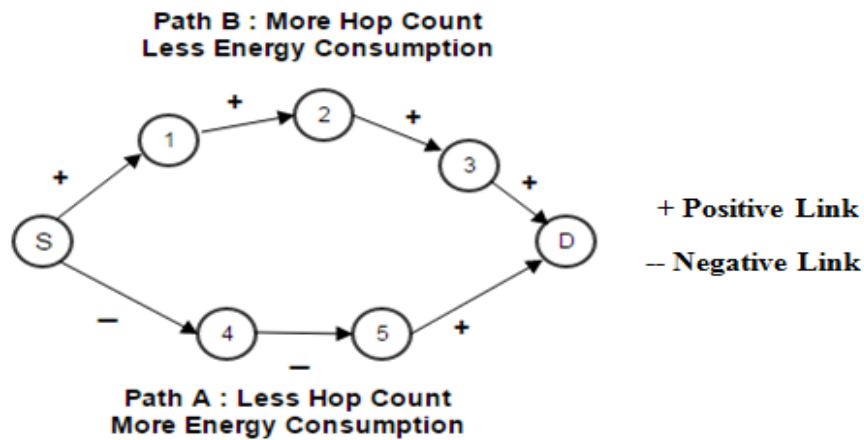 Path B : More Hop Count
Less Energy Consumption
+
2
+
1
+
3
+
+
S
D
+ Positive Link
-- Negative Link
–
4
–
5
+
Path A : Less Hop Count
More Energy Consumption